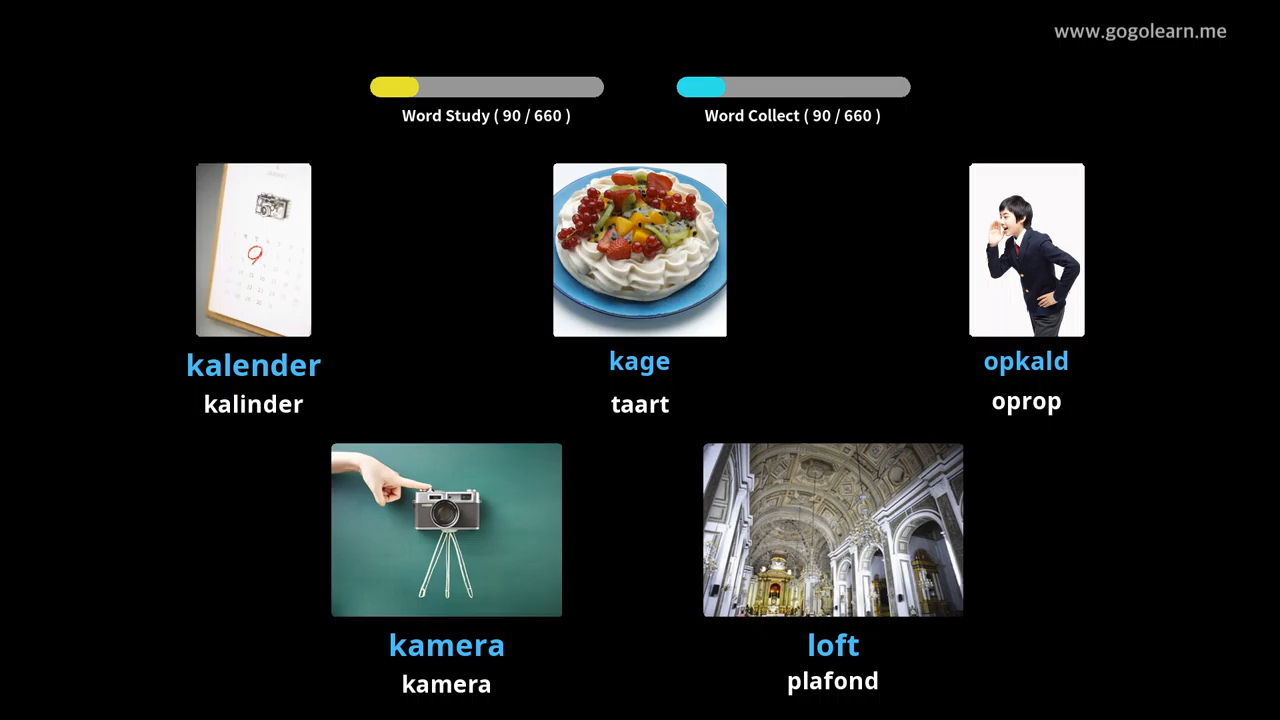 www.gogolearn.me
Word Study ( 90 / 660 )
Word Collect ( 90 / 660 )
kalender
kalinder
kage
taart
opkald
oprop
kamera
kamera
loft
plafond